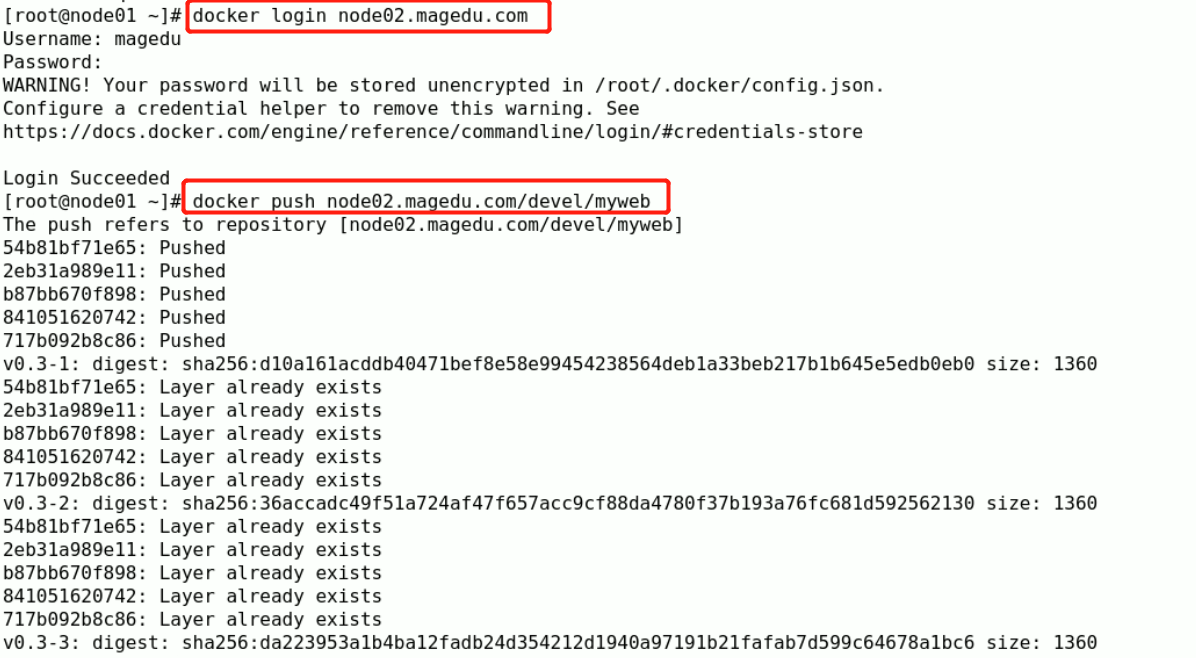 [root@node01 ~]# docker login node02.magedu.com
Username: magedu
Password:
WARNING! Your password will be stored unencrypted in /root/.docker/config.json.
Configure a credential helper to remove this warning. See
https://docs.docker.com/engine/reference/commandline/login/#credentials-store
Login Succeeded
[root@node01 ~]# docker push node02.magedu.com/devel/myweb
The push refers to repository [node02.magedu.com/devel/myweb]
54b81bf71e65: Pushed
2eb31a989e11: Pushed
b87bb670f898: Pushed
841051620742: Pushed
717b092b8c86: Pushed
v0.3-1: digest: sha256:d10a161acddb40471bef8e58e99454238564deb1a33beb217b1b645e5edb0eb0 size: 1360
54b81bf71e65: Layer already exists
2eb31a989e11: Layer already exists
b87bb670f898: Layer already exists
841051620742: Layer already exists
717b092b8c86: Layer already exists
v0.3-2: digest: sha256:36accadc49f51a724af47f657acc9cf88da4780f37b193a76fc681d592562130 size: 1360
54b81bf71e65: Layer already exists
2eb31a989e11: Layer already exists
b87bb670f898: Layer already exists
841051620742: Layer already exists
717b092b8c86: Layer already exists
v0.3-3: digest: sha256:da223953a1b4ba12fadb24d354212d1940a97191b21fafab7d599c64678a1bc6 size: 1360